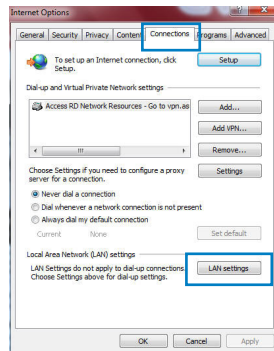 Internet Options
General Security Privacy Content Connections Programs Advanced
To set up an Internet connection, click
Setup.
Setup
Dial-up and Virtual Private Network settings
Access RD Network Resources - Go to vpn.as
Add...
Add VPN...
Remove...
Choose Settings if you need to configure a proxy
server for a connection.
Settings
Never dial a connection
Dial whenever a network connection is not present
Always dial my default connection
Current None
Set default
Local Area Network (LAN) settings
LAN Settings do not apply to dial-up connections.
Choose Settings above for dial-up settings.
LAN settings
OK Cancel Apply